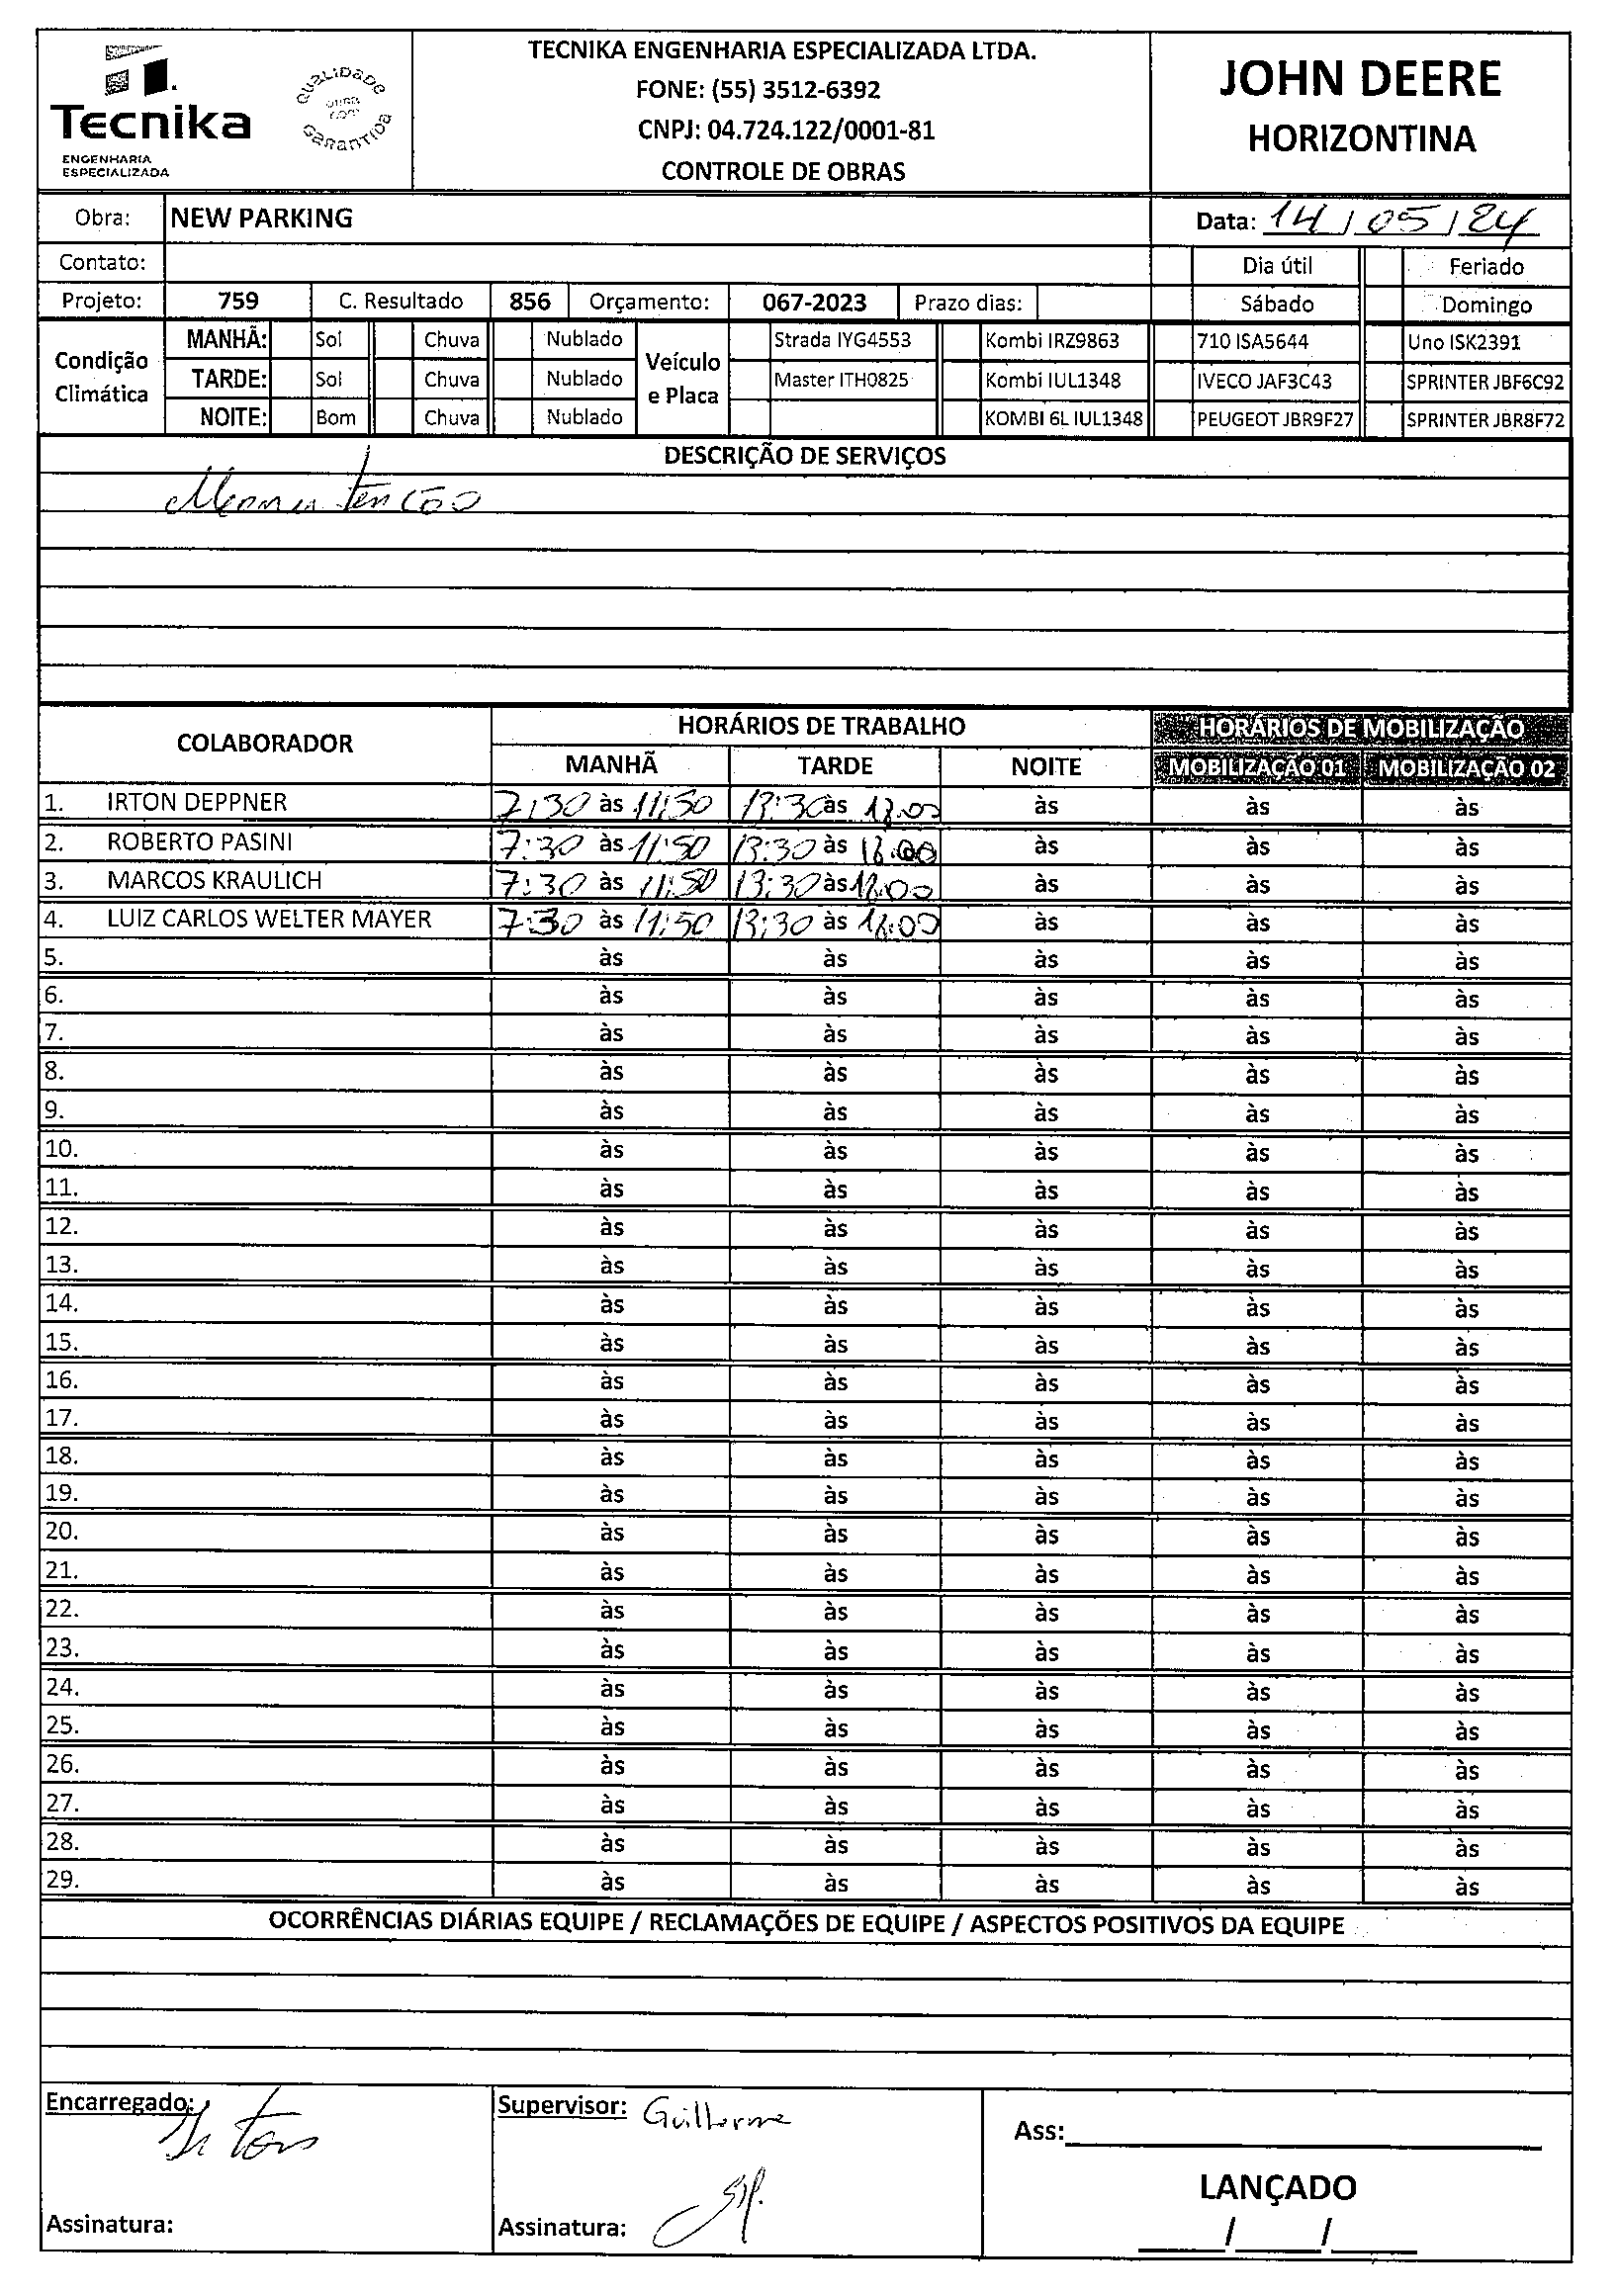 TECNIKA ENGENHARIA ESPECIALIZADA LTDA.
FONE: (55) 3512-6392
CNPJ: 04.724.122/0001-81
CONTROLE DE OBRAS
Tecnika
ENGENHARIA
ESPECIALIZADA
QUALIDADE
GARANTIDA
JOHN DEERE
HORIZONTINA
Obra: NEW PARKING Data: 14/05/24
Contato: Dia útil Feriado
Projeto: 759 C. Resultado 856 Orçamento: 067-2023 Prazo dias: Sábado Domingo
Condição Climática
MANHÃ: Sol Chuva Nublado
TARDE: Sol Chuva Nublado
NOITE: Bom Chuva Nublado
Veículo e Placa
Strada IYG4553 Kombi IRZ9863 710 ISA5644 Uno ISK2391
Master ITH0825 Kombi IUL1348 IVECO JAF3C43 SPRINTER JBF6C92
KOMBI 6L IUL1348 PEUGEOT JBR9F27 SPRINTER JBR8F72
DESCRIÇÃO DE SERVIÇOS
Manutenção
COLABORADOR HORÁRIOS DE TRABALHO HORÁRIOS DE MOBILIZAÇÃO
MANHÃ TARDE NOITE MOBILIZAÇÃO 01 MOBILIZAÇÃO 02
1. IRTON DEPPNER 7:30 às 11:50 13:30 às 18:00 às às às
2. ROBERTO PASINI 7:30 às 11:50 13:30 às 18:00 às às às
3. MARCOS KRAULICH 7:30 às 11:50 13:30 às 18:00 às às às
4. LUIZ CARLOS WELTER MAYER 7:30 às 11:50 13:30 às 18:00 às às às
5. às às às às às
6. às às às às às
7. às às às às às
8. às às às às às
9. às às às às às
10. às às às às às
11. às às às às às
12. às às às às às
13. às às às às às
14. às às às às às
15. às às às às às
16. às às às às às
17. às às às às às
18. às às às às às
19. às às às às às
20. às às às às às
21. às às às às às
22. às às às às às
23. às às às às às
24. às às às às às
25. às às às às às
26. às às às às às
27. às às às às às
28. às às às às às
29. às às às às às
OCORRÊNCIAS DIÁRIAS EQUIPE / RECLAMAÇÕES DE EQUIPE / ASPECTOS POSITIVOS DA EQUIPE
Encarregado: Irton
Assinatura:
Supervisor: Guilherme
Assinatura:
Ass:
LANÇADO
/ /